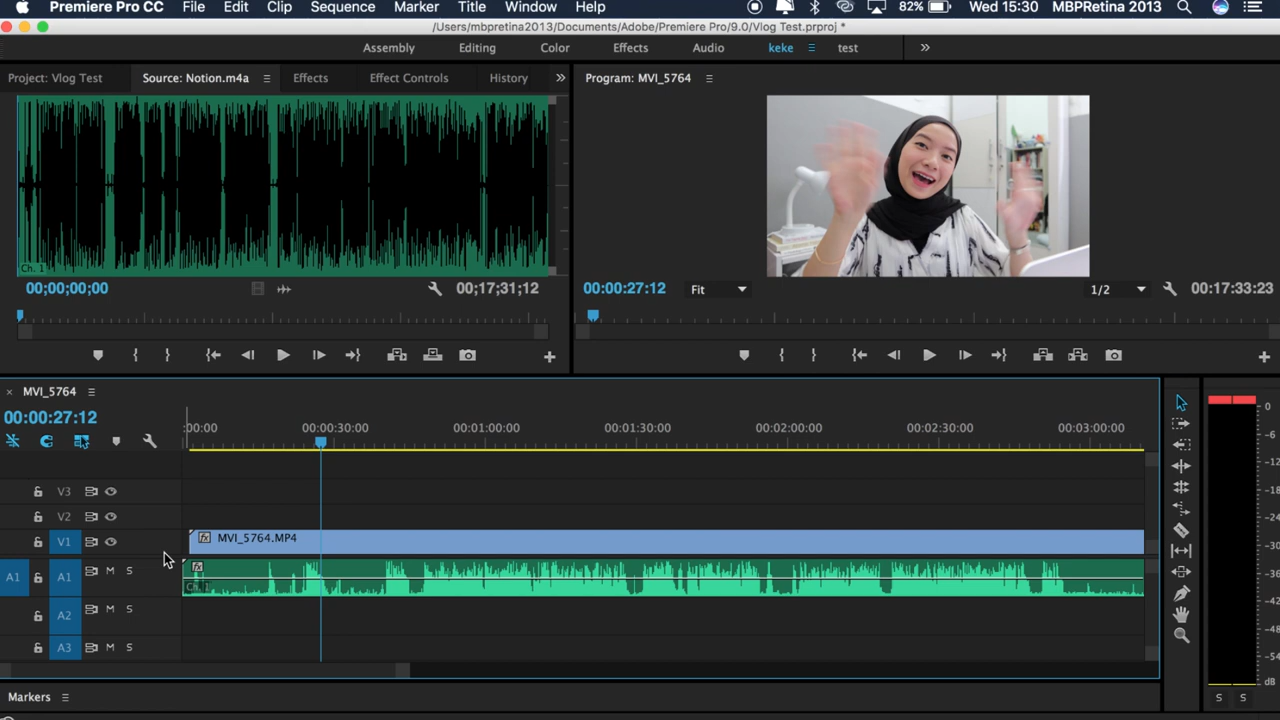 Premiere Pro CC File Edit Clip Sequence Marker Title Window Help 82% Wed 15:30 MBPRetina 2013
/Users/mbpretina2013/Documents/Adobe/Premiere Pro/9.0/Vlog Test.prproj *
Assembly Editing Color Effects Audio keke test
Project: Vlog Test Source: Notion.m4a Effects Effect Controls History Program: MVI_5764
Ch. 1
00;00;00;00 00;17;31;12 00:00:27:12 Fit 1/2 00:17:33:23
MVI_5764
00:00:27:12
:00:00 00:00:30:00 00:01:00:00 00:01:30:00 00:02:00:00 00:02:30:00 00:03:00:00
V3
V2
V1 MVI_5764.MP4
A1 A1 M S
A2 M S
A3 M S
0
-6
-12
-18
-24
-30
-36
-42
-48
-54
dB
S S
Markers